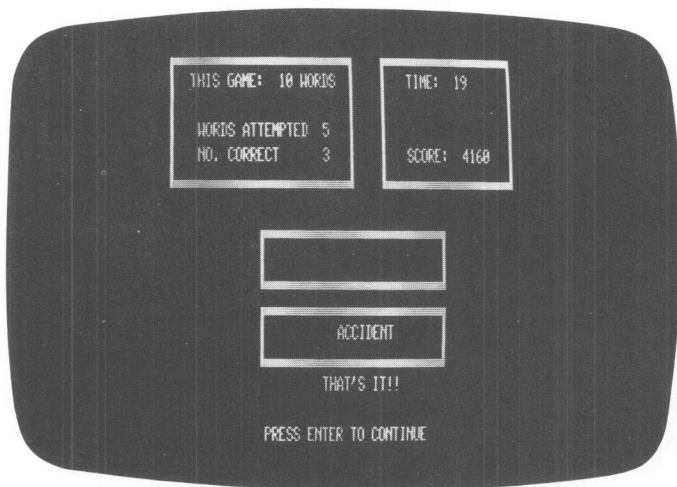 THIS GAME: 10 WORDS
WORDS ATTEMPTED 5
NO. CORRECT 3
TIME: 19
SCORE: 4160
ACCIDENT
THAT'S IT!!
PRESS ENTER TO CONTINUE